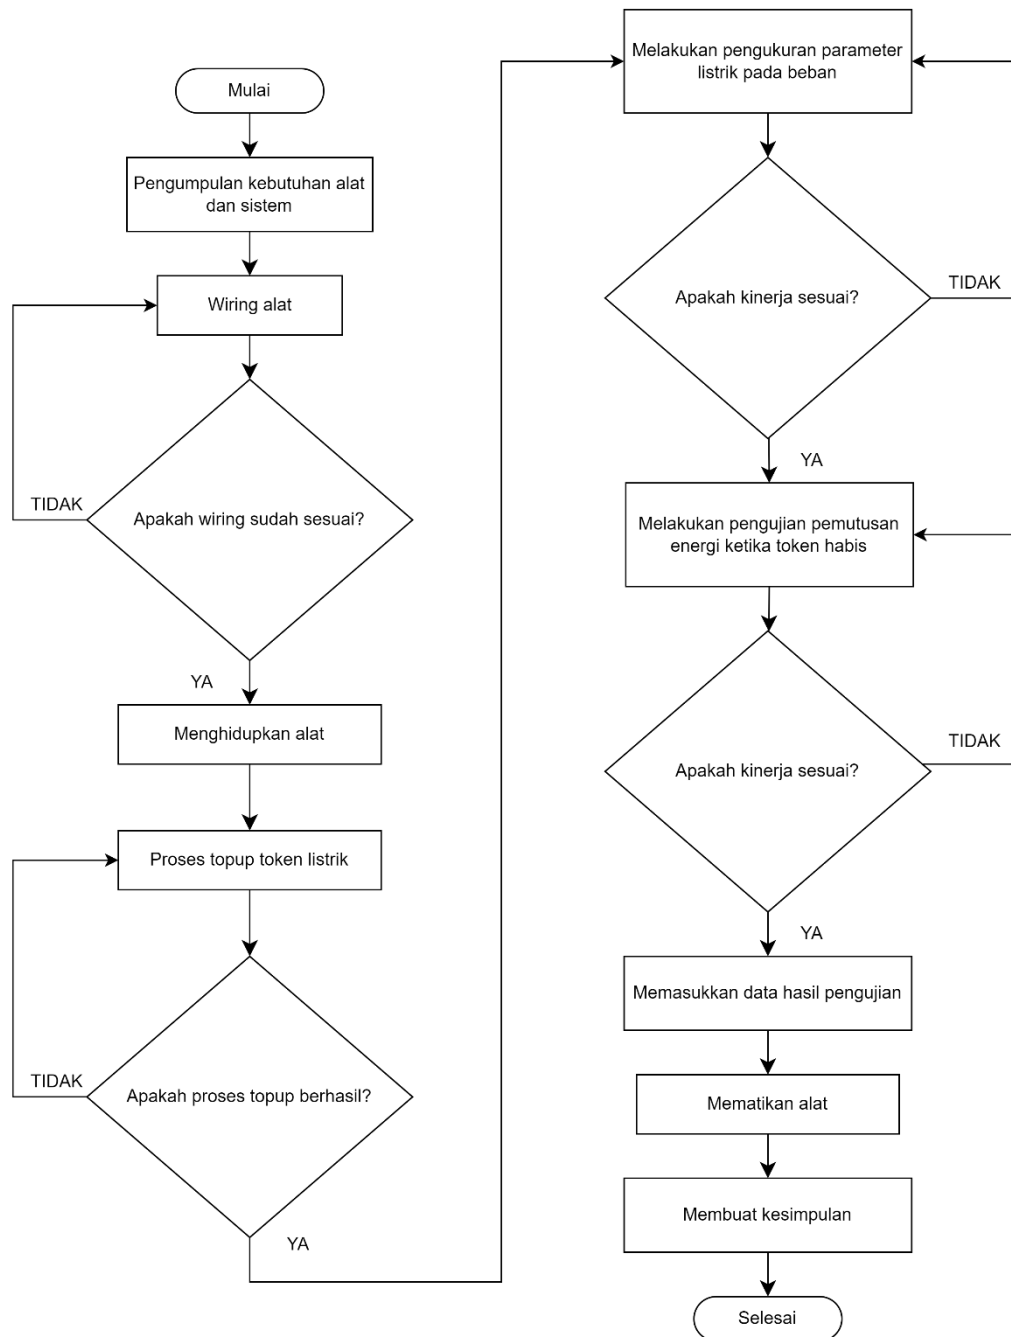 Mulai
Pengumpulan kebutuhan alat
dan sistem
Wiring alat
Apakah wiring sudah sesuai?
TIDAK
YA
Menghidupkan alat
Proses topup token listrik
Apakah proses topup berhasil?
TIDAK
YA
Melakukan pengukuran parameter
listrik pada beban
Apakah kinerja sesuai?
TIDAK
YA
Melakukan pengujian pemutusan
energi ketika token habis
Apakah kinerja sesuai?
TIDAK
YA
Memasukkan data hasil pengujian
Mematikan alat
Membuat kesimpulan
Selesai